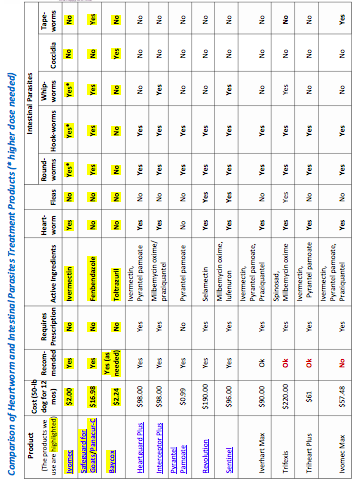 Comparison of Heartworm and Intestinal Parasites Treatment Products (* higher dose needed)
Intestinal Parasites
Product (The products we use are highlighted) Cost (50-lb dog for 12 mos) Recom-mended Requires Prescription Active Ingredients Heart-worm Fleas Round-worms Hook-worms Whip-worms Coccidia Tape-worms
Ivomec $2.00 Yes No Ivermectin Yes No Yes* Yes* Yes* No No
Safeguard for Goats/Panacur-C $16.98 Yes No Fenbendazole No No Yes Yes Yes No Yes
Baycox $2.24 Yes (as needed) No Toltrazuril No No No No No Yes No
Heartguard Plus $98.00 Yes Yes Ivermectin, Pyrantel pamoate Yes No Yes Yes No No No
Interceptor Plus $98.00 Yes Yes Milbemycin oxime/ praziquantel Yes No Yes Yes Yes No No
Pyrantel Pamoate $0.99 Yes No Pyrantel pamoate No No Yes Yes No No No
Revolution $190.00 Yes Yes Selamectin Yes Yes Yes Yes No No No
Sentinel $96.00 Yes Yes Milbemycin oxime, lufenuron Yes Yes Yes Yes Yes No No
Iverhart Max $90.00 Ok Yes Ivermectin, Pyrantel pamoate, Praziquantel Yes No Yes Yes No No No
Trifexis $220.00 Ok Yes Spinosad, Milbemycin oxime Yes Yes Yes Yes Yes No No
Triheart Plus $61 Ok Yes Ivermectin, Pyrantel pamoate Yes No Yes Yes No No No
Ivomec Max $57.48 No Yes Ivermectin, Pyrantel pamoate, Praziquantel Yes No Yes Yes No No Yes